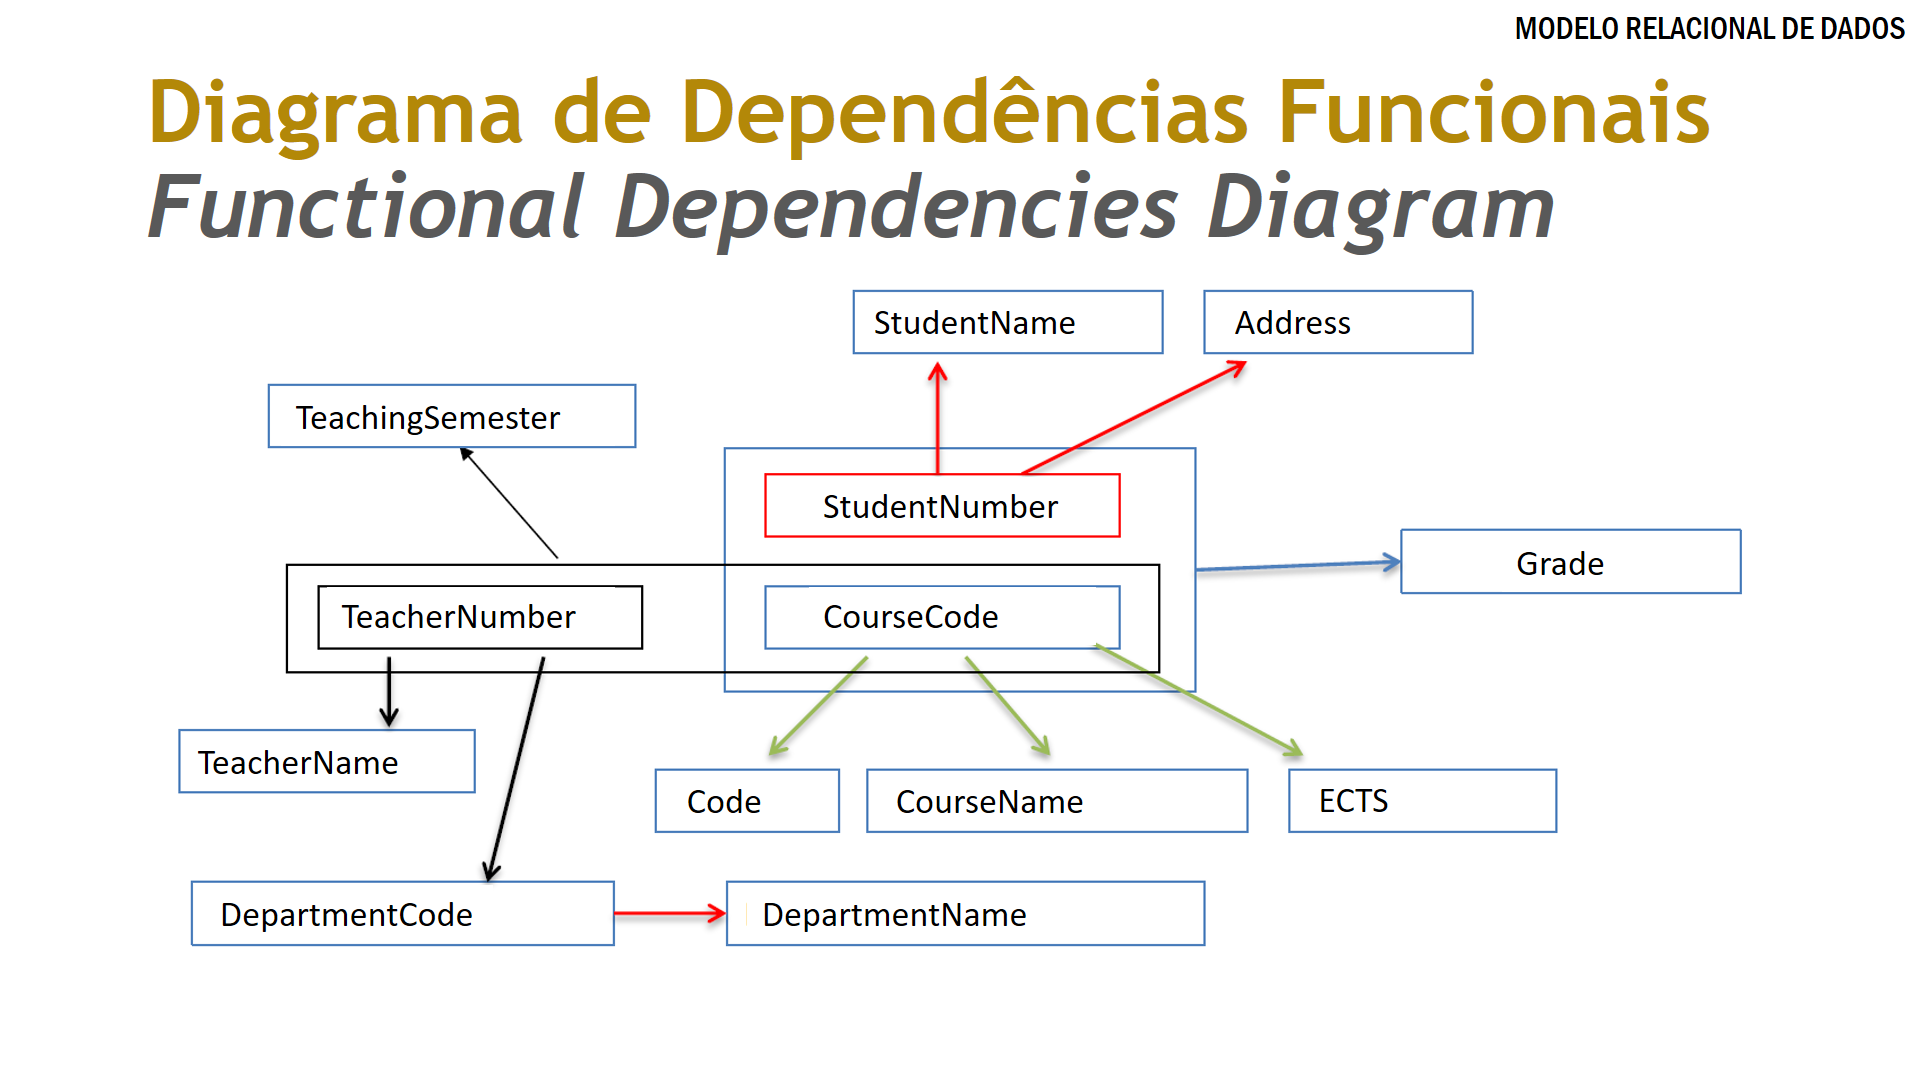 MODELO RELACIONAL DE DADOS
Diagrama de Dependências Funcionais
Functional Dependencies Diagram
StudentName
Address
TeachingSemester
StudentNumber
Grade
TeacherNumber
CourseCode
TeacherName
Code
CourseName
ECTS
DepartmentCode
DepartmentName